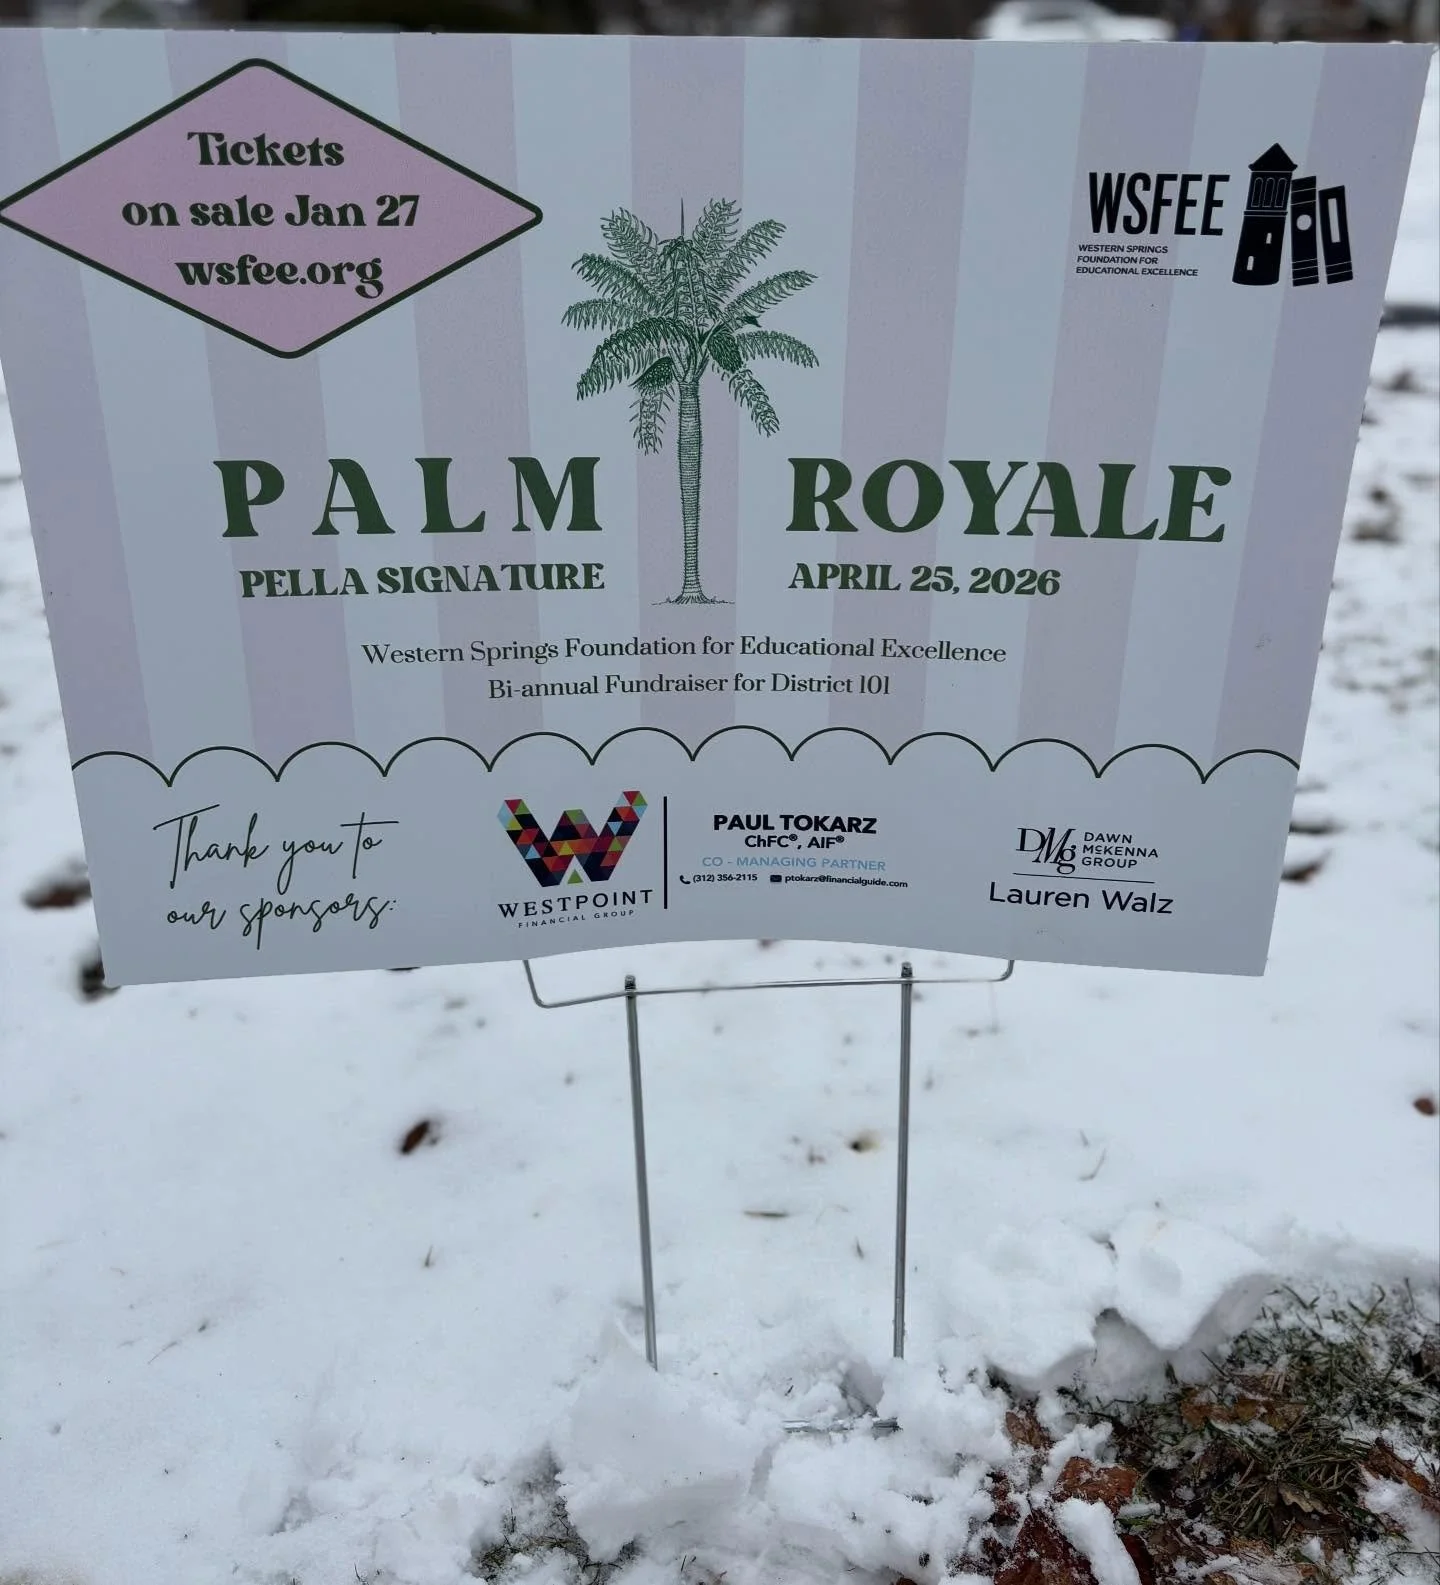 Tickets
on sale Jan 27
wsfee.org
WSFEE
WESTERN SPRINGS
FOUNDATION FOR
EDUCATIONAL EXCELLENCE
PALM ROYALE
PELLA SIGNATURE APRIL 25, 2026
Western Springs Foundation for Educational Excellence
Bi-annual Fundraiser for District 101
Thank you to
our sponsors:
WESTPOINT
FINANCIAL GROUP
PAUL TOKARZ
ChFC®, AIF®
CO - MANAGING PARTNER
(312) 356-2115 ptokarz@financialguide.com
DMg
DAWN
MCKENNA
GROUP
Lauren Walz